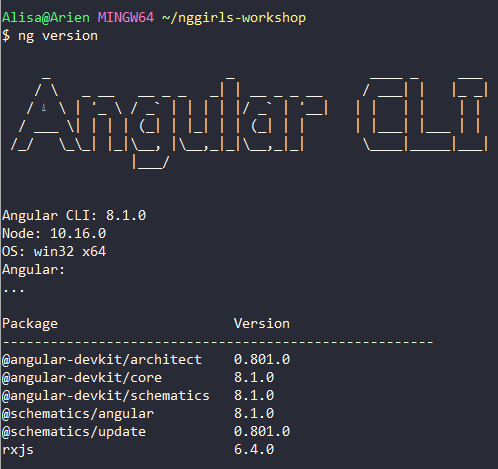 Alisa@Arien MINGW64 ~/nggirls-workshop
$ ng version
Angular CLI
Angular CLI: 8.1.0
Node: 10.16.0
OS: win32 x64
Angular:
...
Package Version
------------------------------------------------------
@angular-devkit/architect 0.801.0
@angular-devkit/core 8.1.0
@angular-devkit/schematics 8.1.0
@schematics/angular 8.1.0
@schematics/update 0.801.0
rxjs 6.4.0